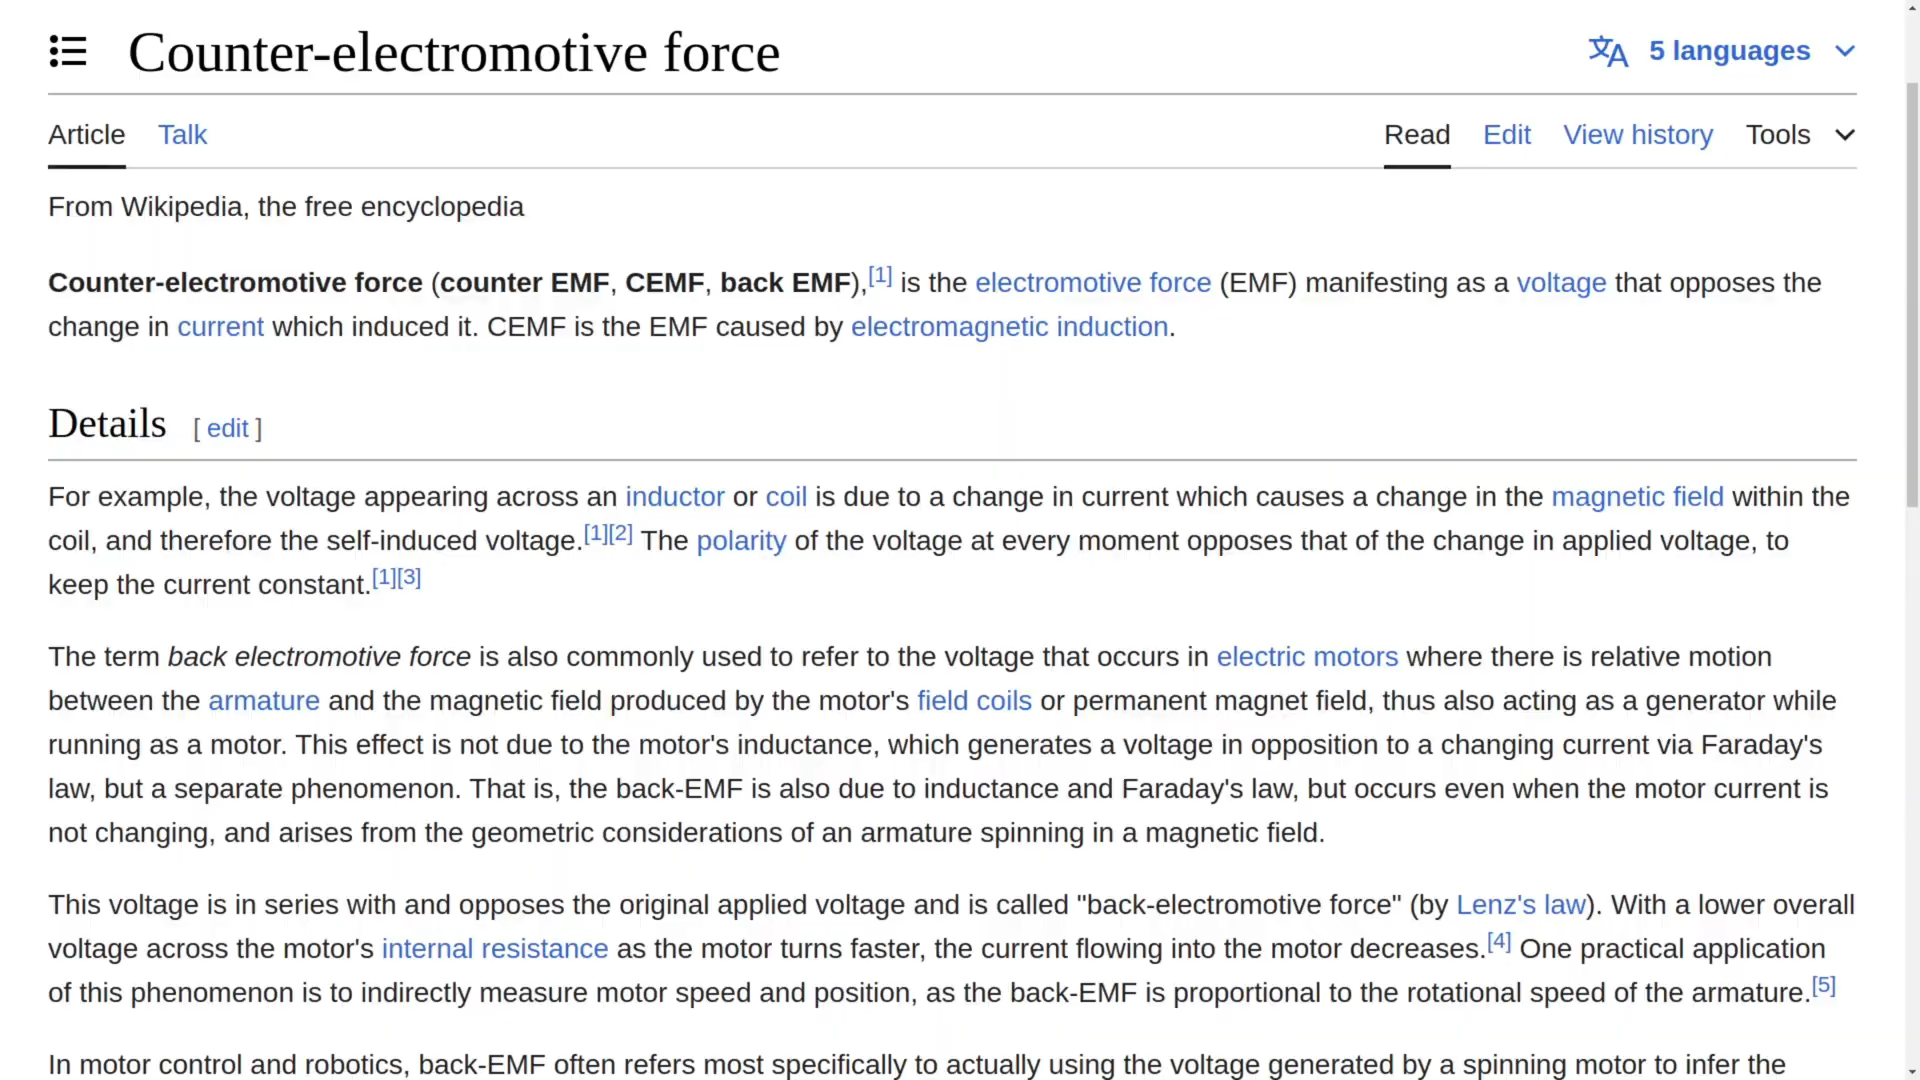 Counter-electromotive force
5 languages
Article Talk Read Edit View history Tools
From Wikipedia, the free encyclopedia
Counter-electromotive force (counter EMF, CEMF, back EMF),[1] is the electromotive force (EMF) manifesting as a voltage that opposes the
change in current which induced it. CEMF is the EMF caused by electromagnetic induction.
Details [ edit ]
For example, the voltage appearing across an inductor or coil is due to a change in current which causes a change in the magnetic field within the
coil, and therefore the self-induced voltage.[1][2] The polarity of the voltage at every moment opposes that of the change in applied voltage, to
keep the current constant.[1][3]
The term back electromotive force is also commonly used to refer to the voltage that occurs in electric motors where there is relative motion
between the armature and the magnetic field produced by the motor's field coils or permanent magnet field, thus also acting as a generator while
running as a motor. This effect is not due to the motor's inductance, which generates a voltage in opposition to a changing current via Faraday's
law, but a separate phenomenon. That is, the back-EMF is also due to inductance and Faraday's law, but occurs even when the motor current is
not changing, and arises from the geometric considerations of an armature spinning in a magnetic field.
This voltage is in series with and opposes the original applied voltage and is called "back-electromotive force" (by Lenz's law). With a lower overall
voltage across the motor's internal resistance as the motor turns faster, the current flowing into the motor decreases.[4] One practical application
of this phenomenon is to indirectly measure motor speed and position, as the back-EMF is proportional to the rotational speed of the armature.[5]
In motor control and robotics, back-EMF often refers most specifically to actually using the voltage generated by a spinning motor to infer the